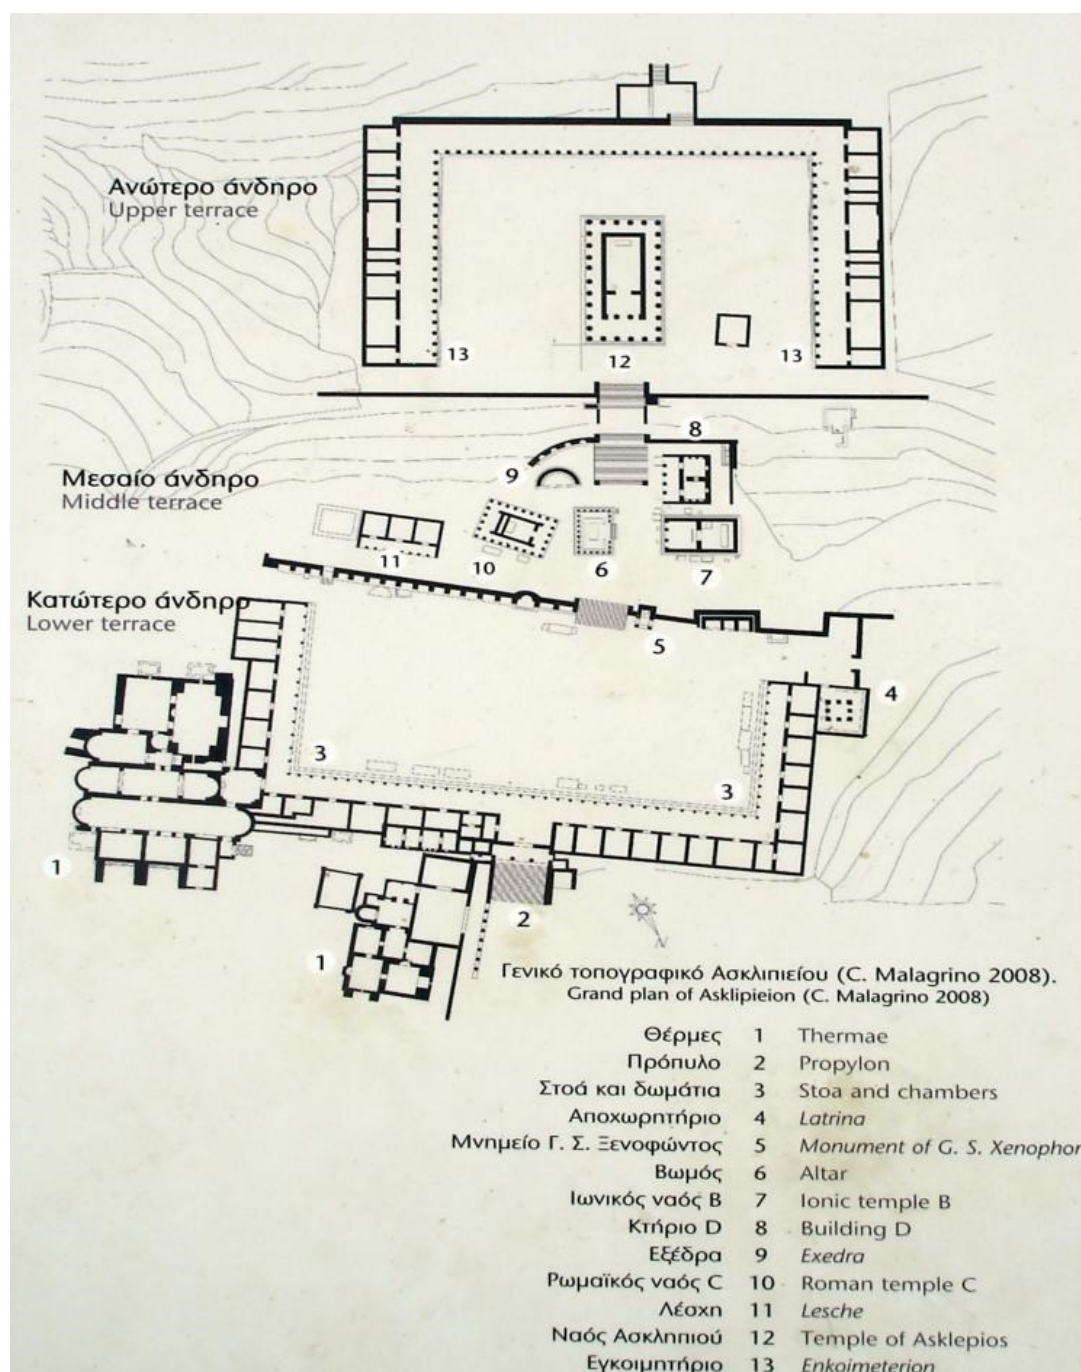 Ανώτερο άνδηρο
Upper terrace
13
12
13
8
9
Μεσαίο άνδηρο
Middle terrace
11
10
6
7
Κατώτερο άνδηρο
Lower terrace
5
4
3
3
1
2
N
1
Γενικό τοπογραφικό Ασκλιπιείου (C. Malagrino 2008).
Grand plan of Asklipieion (C. Malagrino 2008)
Θέρμες 1 Thermae
Πρόπυλο 2 Propylon
Στοά και δωμάτια 3 Stoa and chambers
Αποχωρητήριο 4 Latrina
Μνημείο Γ. Σ. Ξενοφώντος 5 Monument of G. S. Xenophon
Βωμός 6 Altar
Ιωνικός ναός Β 7 Ionic temple B
Κτήριο D 8 Building D
Εξέδρα 9 Exedra
Ρωμαϊκός ναός C 10 Roman temple C
Λέσχη 11 Lesche
Ναός Ασκληπιού 12 Temple of Asklepios
Εγκοιμητήριο 13 Enkoimeterion